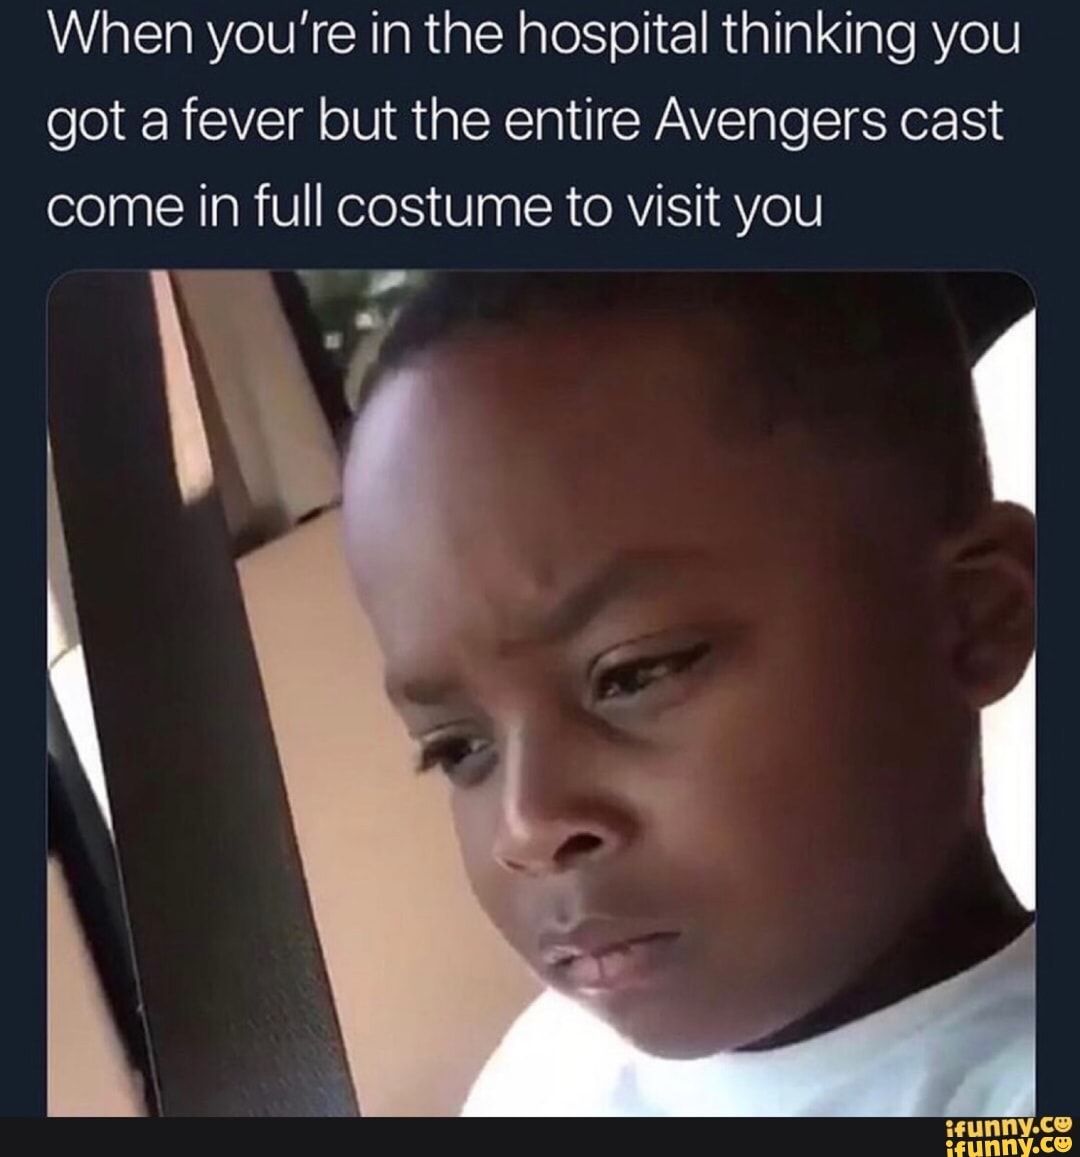 When you're in the hospital thinking you
got a fever but the entire Avengers cast
come in full costume to visit you
ifunny.co
ifunny.co